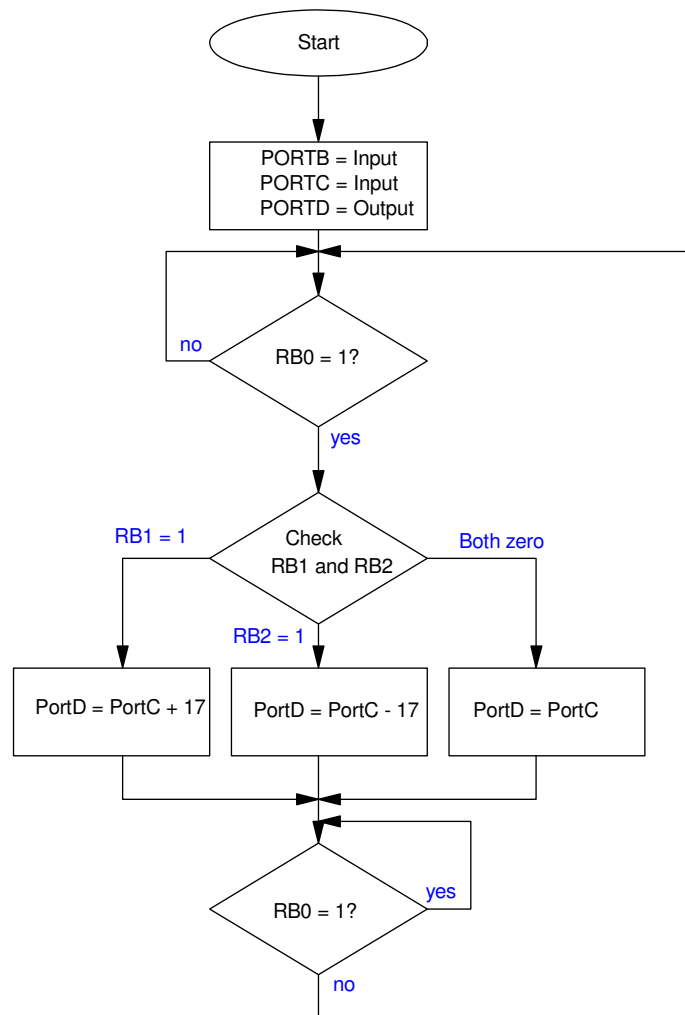 Start
PORTB = Input
PORTC = Input
PORTD = Output
no
RB0 = 1?
yes
RB1 = 1
Check
RB1 and RB2
Both zero
RB2 = 1
PortD = PortC + 17
PortD = PortC - 17
PortD = PortC
yes
RB0 = 1?
no